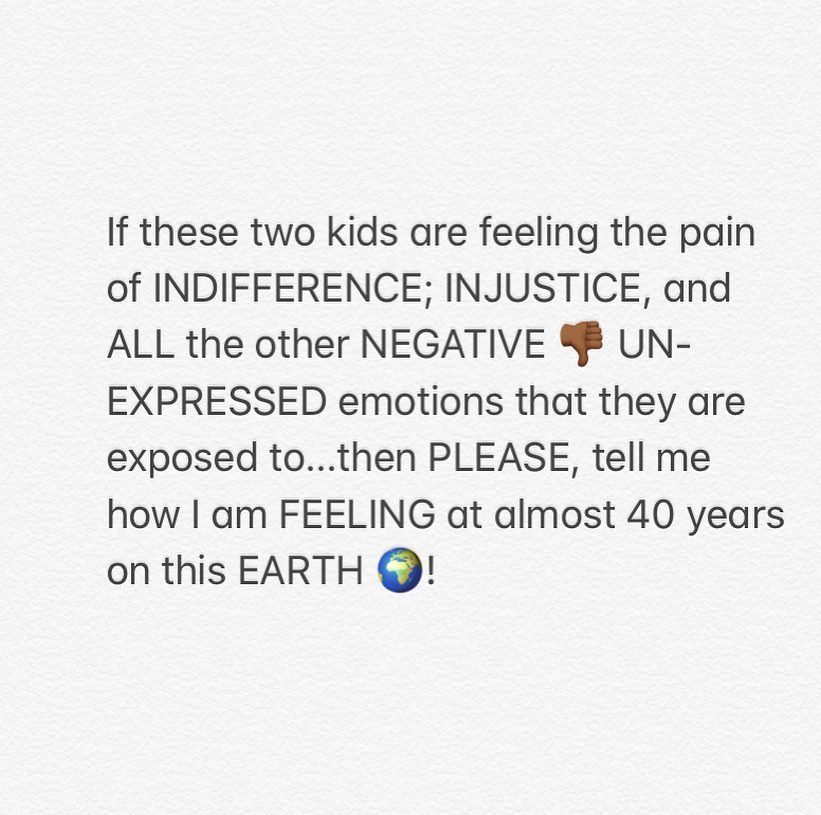 If these two kids are feeling the pain
of INDIFFERENCE; INJUSTICE, and
ALL the other NEGATIVE 👎🏾 UN-
EXPRESSED emotions that they are
exposed to...then PLEASE, tell me
how I am FEELING at almost 40 years
on this EARTH 🌍!